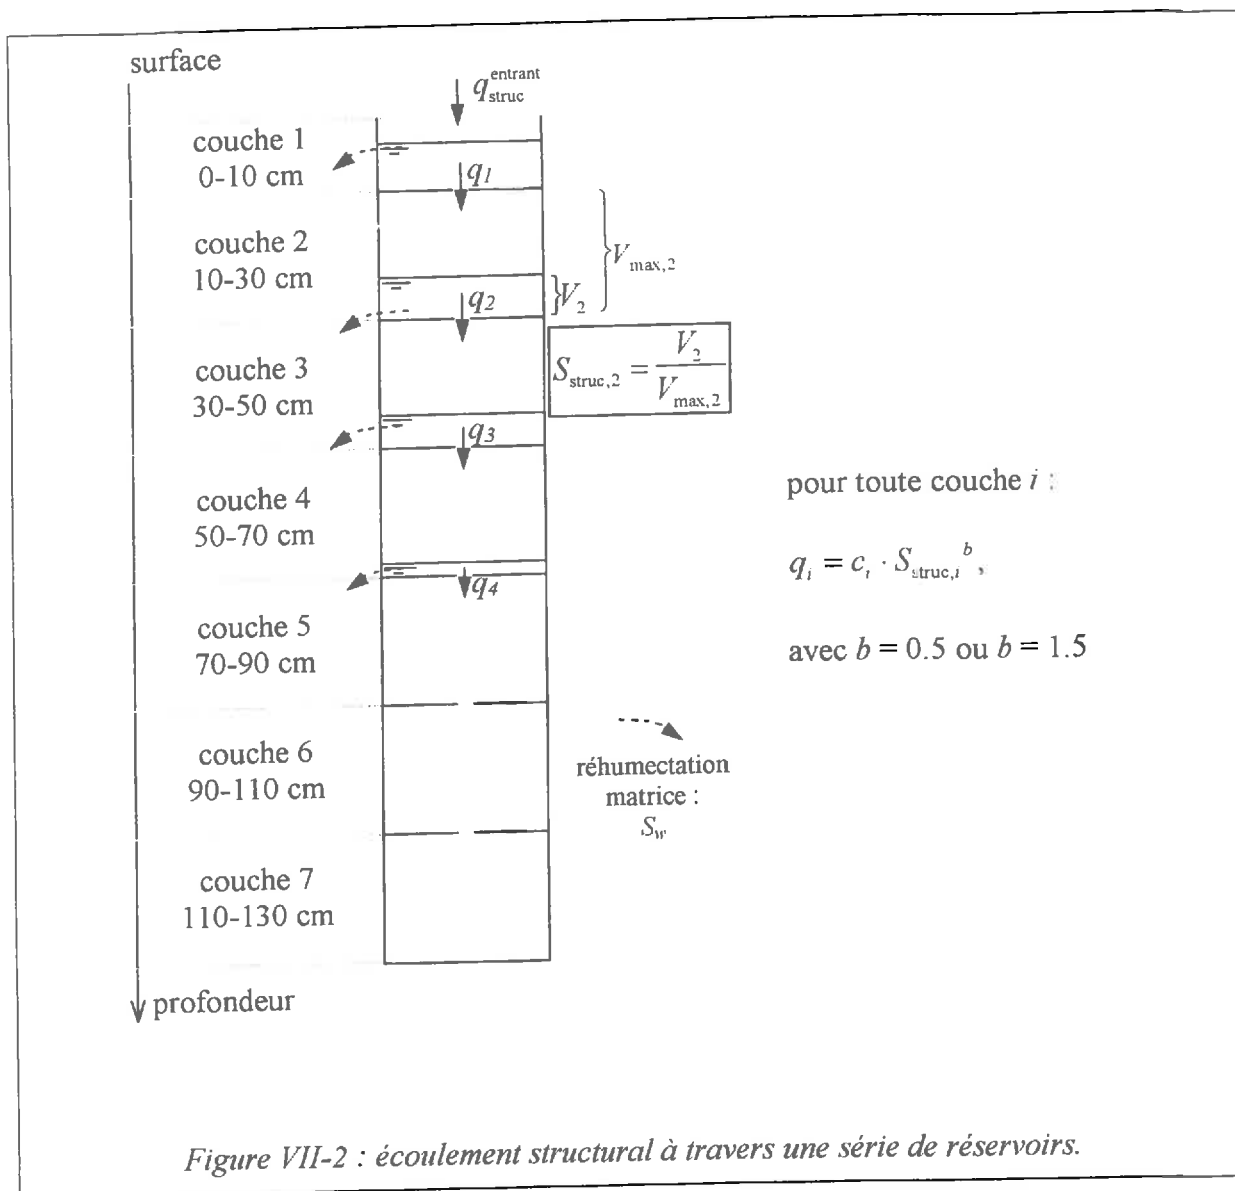 surface
q_struc^entrant
couche 1
0-10 cm
q1
couche 2
10-30 cm
V_max,2
V_2
q2
S_struc,2 = V_2 / V_max,2
couche 3
30-50 cm
q3
pour toute couche i :
couche 4
50-70 cm
q_i = c_i · S_struc,i^b,
q4
couche 5
70-90 cm
avec b = 0.5 ou b = 1.5
couche 6
90-110 cm
réhumectation
matrice :
S_w
couche 7
110-130 cm
profondeur
Figure VII-2 : écoulement structural à travers une série de réservoirs.